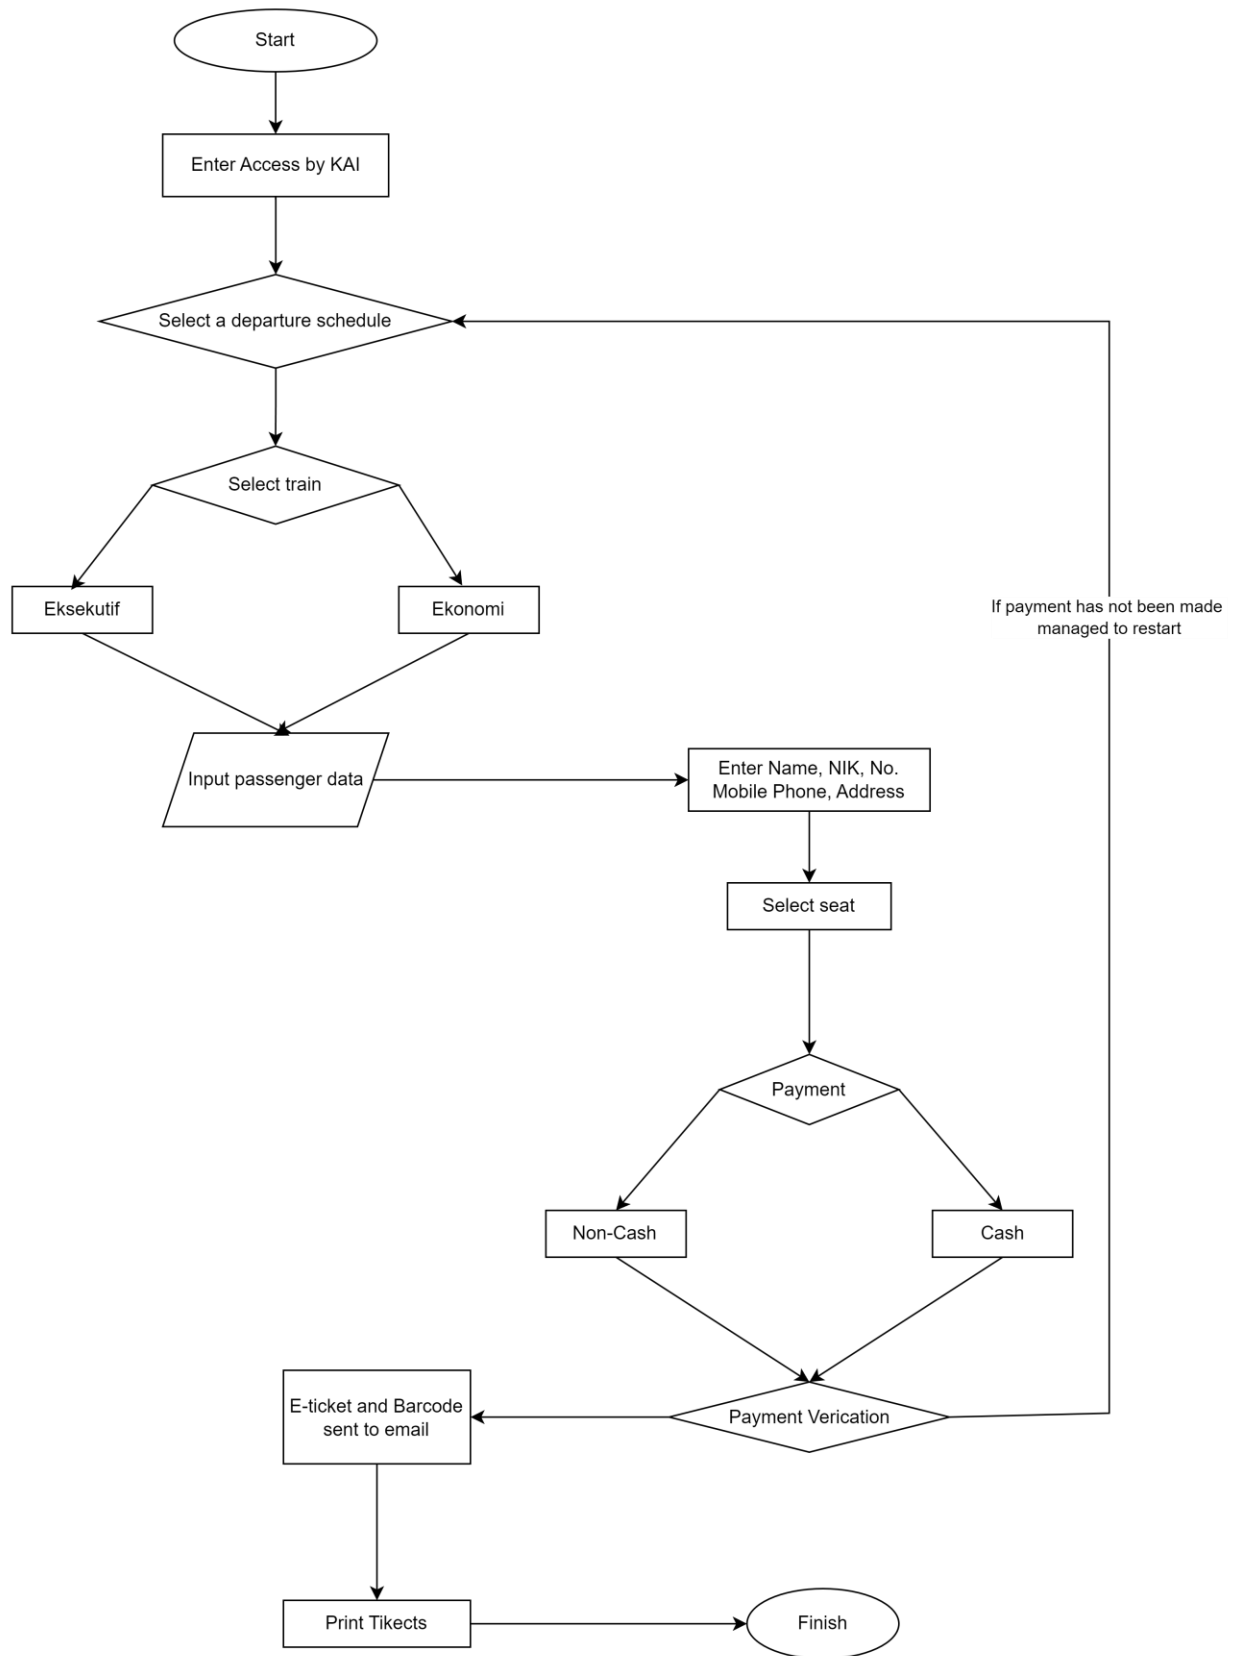 Start
Enter Access by KAI
Select a departure schedule
Select train
Eksekutif
Ekonomi
If payment has not been made
managed to restart
Input passenger data
Enter Name, NIK, No.
Mobile Phone, Address
Select seat
Payment
Non-Cash
Cash
Payment Verication
E-ticket and Barcode
sent to email
Print Tikects
Finish